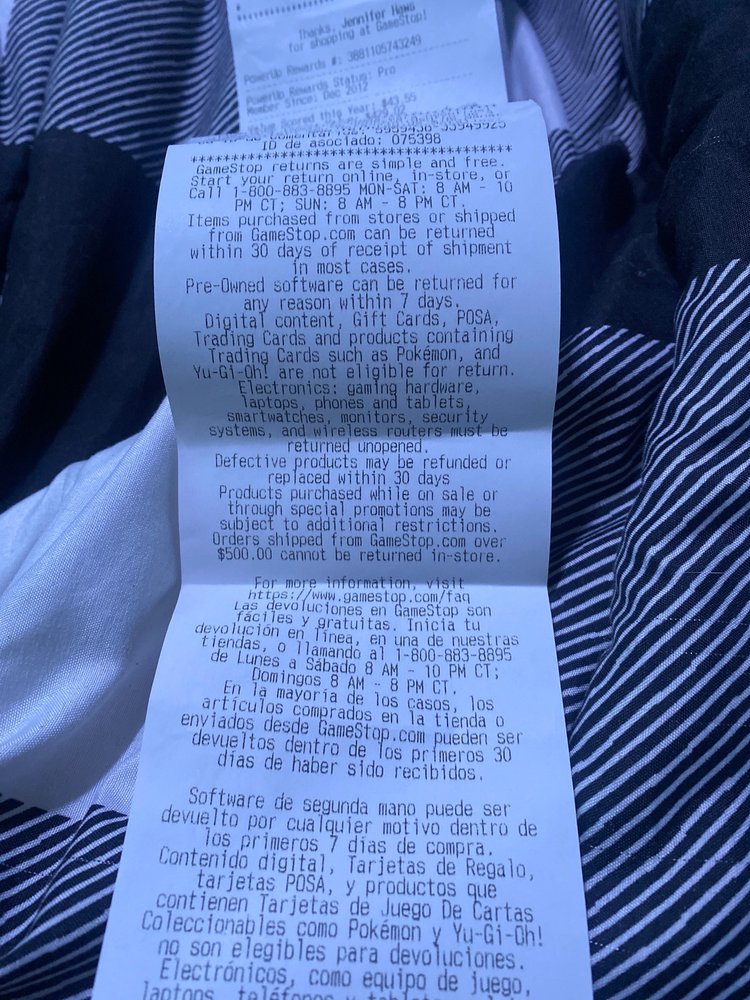 Thanks, Jennifer
for shopping at GameStop!
PowerUp Rewards #: 3881105743249
PowerUp Rewards Status: Pro
Member Since: Dec 2012
Value Scored this Year: $43.55
ID de asociado: 075398
****************************************
GameStop returns are simple and free.
Start your return online, in-store, or
Call 1-800-883-8895 MON-SAT: 8 AM - 10
PM CT; SUN: 8 AM - 8 PM CT.
Items purchased from stores or shipped
from GameStop.com can be returned
within 30 days of receipt of shipment
in most cases.
Pre-Owned software can be returned for
any reason within 7 days.
Digital content, Gift Cards, POSA,
Trading Cards and products containing
Trading Cards such as Pokémon, and
Yu-Gi-Oh! are not eligible for return.
Electronics: gaming hardware,
laptops, phones and tablets,
smartwatches, monitors, security
systems, and wireless routers must be
returned unopened.
Defective products may be refunded or
replaced within 30 days
Products purchased while on sale or
through special promotions may be
subject to additional restrictions.
Orders shipped from GameStop.com over
$500.00 cannot be returned in-store.
For more information, visit
https://www.gamestop.com/faq
Las devoluciones en GameStop son
fáciles y gratuitas. Inicia tu
devolución en línea, en una de nuestras
tiendas, o llamando al 1-800-883-8895
de Lunes a Sábado 8 AM - 10 PM CT;
Domingos 8 AM - 8 PM CT.
En la mayoría de los casos, los
artículos comprados en la tienda o
enviados desde GameStop.com pueden ser
devueltos dentro de los primeros 30
días de haber sido recibidos.
Software de segunda mano puede ser
devuelto por cualquier motivo dentro de
los primeros 7 días de compra.
Contenido digital, Tarjetas de Regalo,
tarjetas POSA, y productos que
contienen Tarjetas de Juego De Cartas
Coleccionables como Pokémon y Yu-Gi-Oh!
no son elegibles para devoluciones.
Electrónicos, como equipo de juego,
laptops, teléfonos y